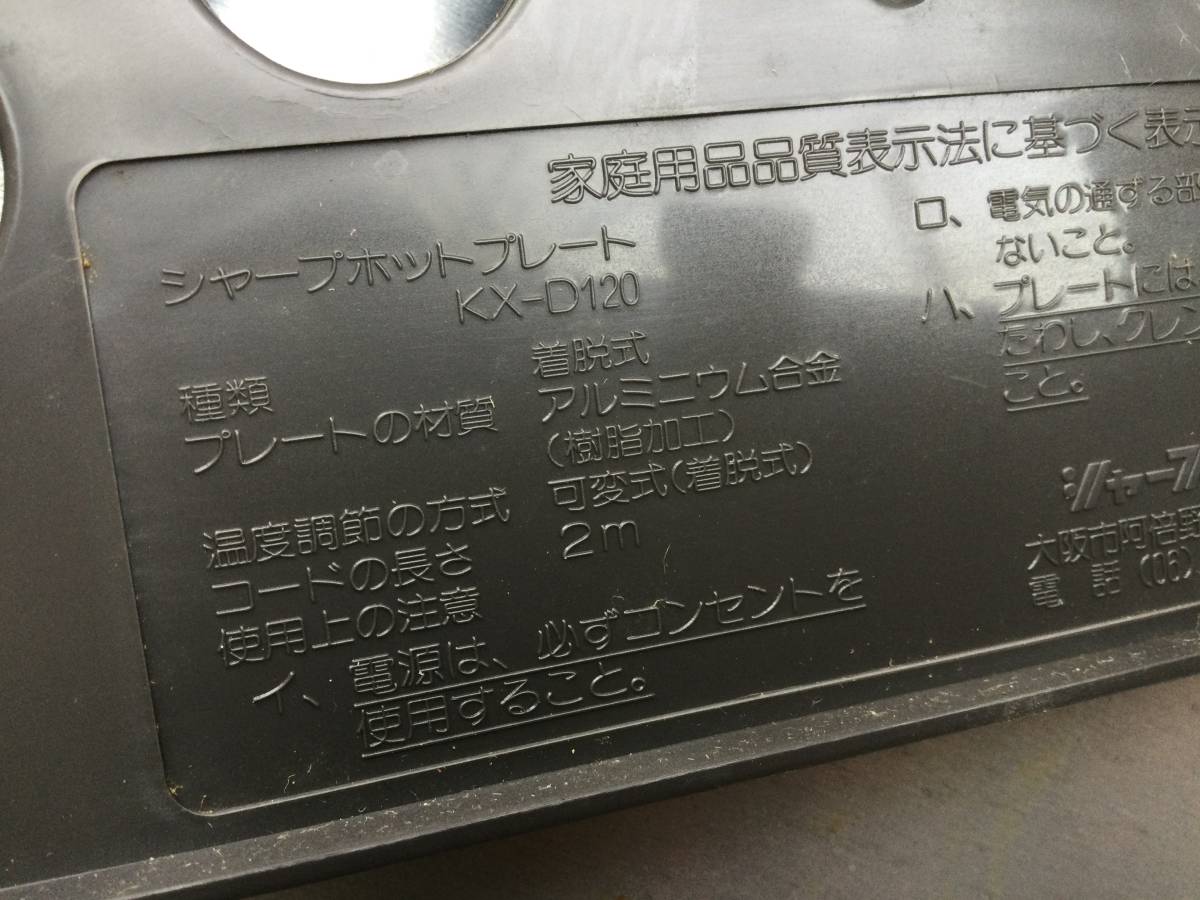 家庭用品品質表示法に基づく表示
シャープホットプレート
KX-D120
種類 着脱式
プレートの材質 アルミニウム合金
(樹脂加工)
温度調節の方式 可変式(着脱式)
コードの長さ 2m
使用上の注意
イ、電源は、必ずコンセントを
使用すること。
ロ、電気の通ずる部
ないこと。
ハ、プレートには
たわし、クレン
こと。
シャープ
大阪市阿倍野
電話(06)